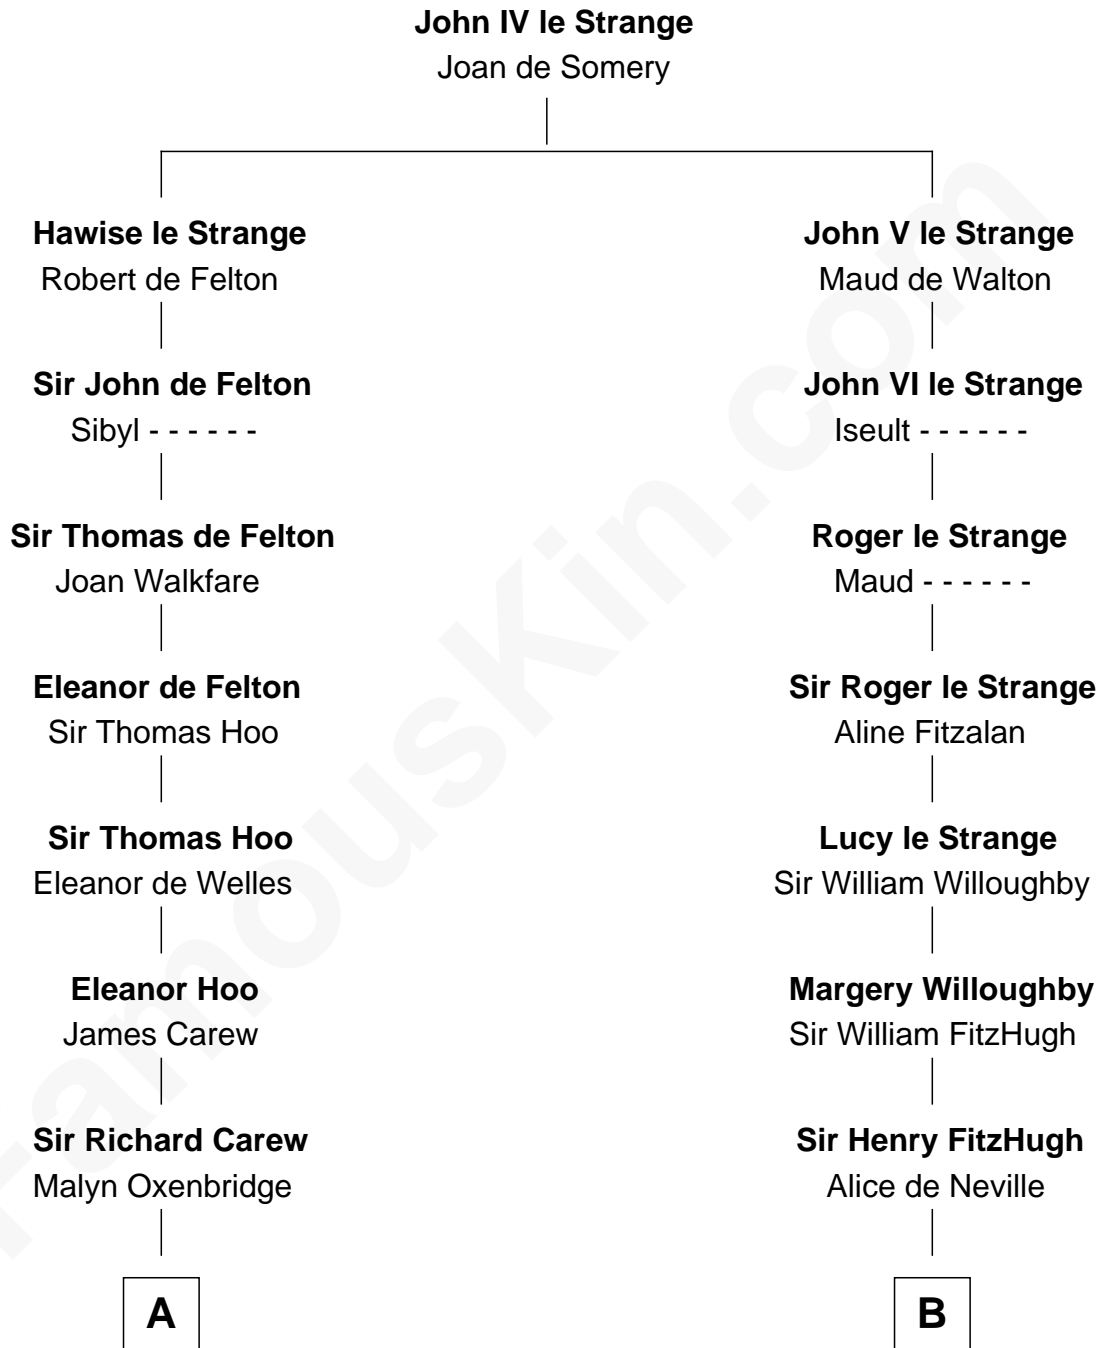 John IV le Strange
Joan de Somery
Hawise le Strange
Robert de Felton
John V le Strange
Maud de Walton
Sir John de Felton
Sibyl - - - - - -
John VI le Strange
Iseult - - - - - -
Sir Thomas de Felton
Joan Walkfare
Roger le Strange
Maud - - - - - -
Eleanor de Felton
Sir Thomas Hoo
Sir Roger le Strange
Aline Fitzalan
Sir Thomas Hoo
Eleanor de Welles
Lucy le Strange
Sir William Willoughby
Eleanor Hoo
James Carew
Margery Willoughby
Sir William FitzHugh
Sir Richard Carew
Malyn Oxenbridge
Sir Henry FitzHugh
Alice de Neville
A
B
FamousKin.com